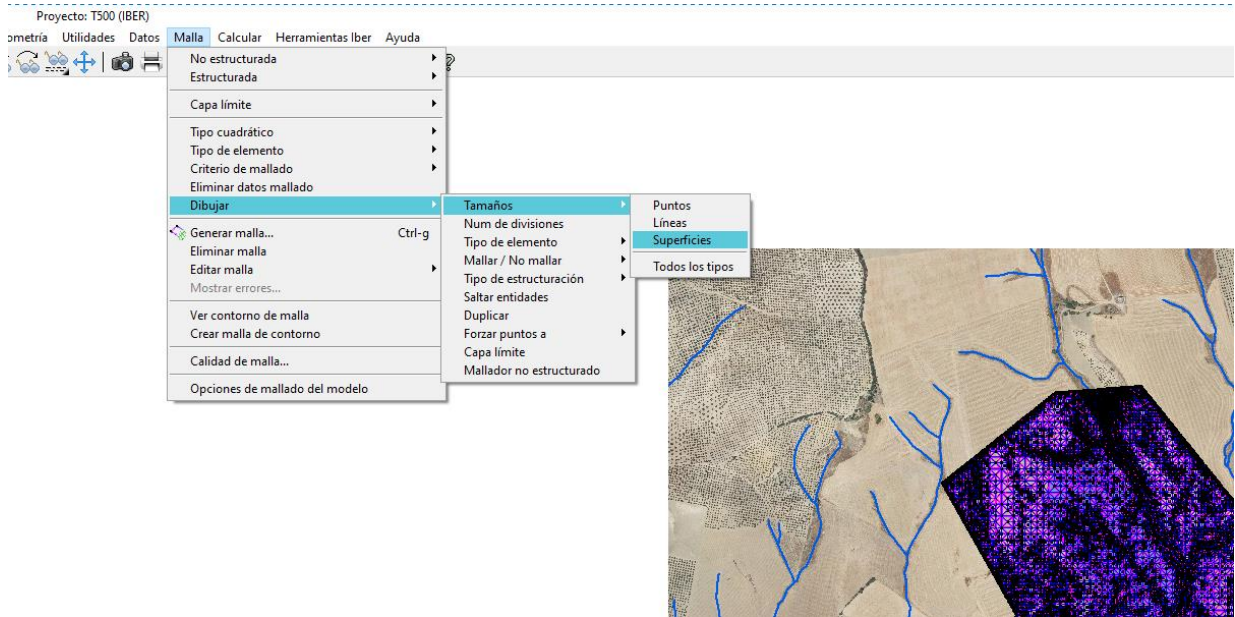 Proyecto: T500 (IBER)
ometría Utilidades Datos Malla Calcular Herramientas Iber Ayuda
No estructurada
Estructurada
Capa límite
Tipo cuadrático
Tipo de elemento
Criterio de mallado
Eliminar datos mallado
Dibujar
Generar malla... Ctrl-g
Eliminar malla
Editar malla
Mostrar errores...
Ver contorno de malla
Crear malla de contorno
Calidad de malla...
Opciones de mallado del modelo
Tamaños
Num de divisiones
Tipo de elemento
Mallar / No mallar
Tipo de estructuración
Saltar entidades
Duplicar
Forzar puntos a
Capa límite
Mallador no estructurado
Puntos
Líneas
Superficies
Todos los tipos